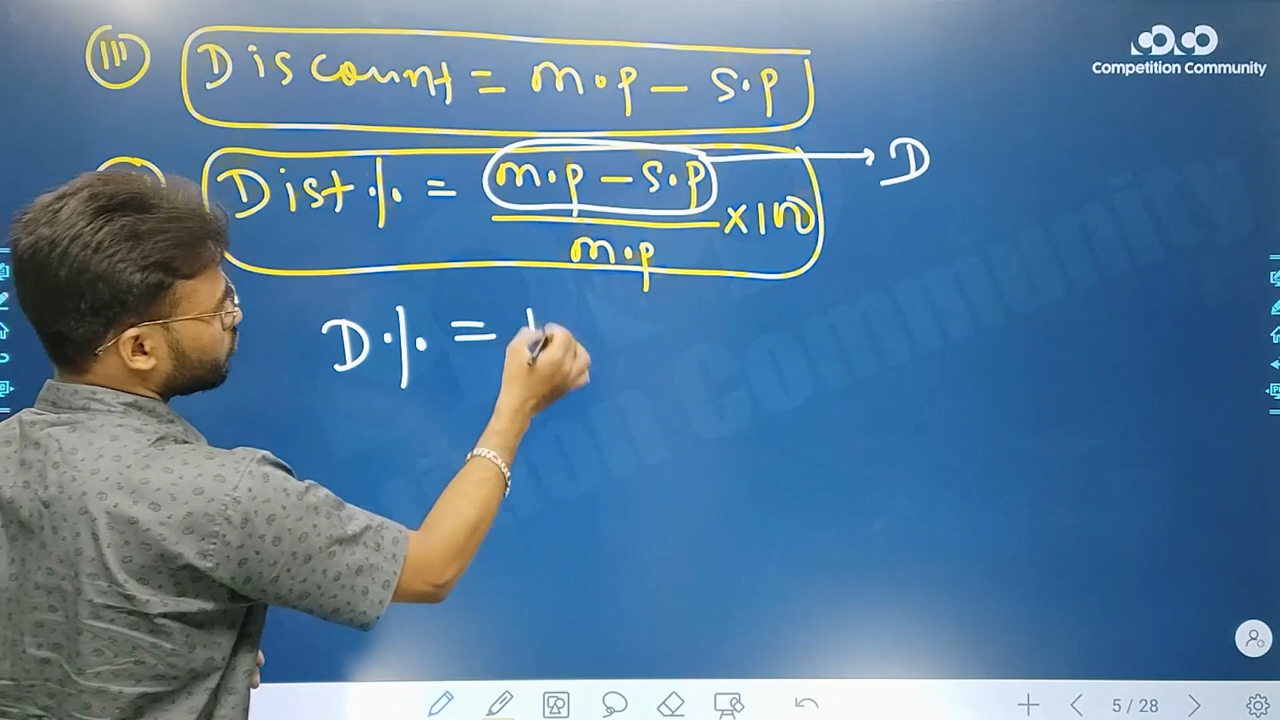 Competition Community
(III) Discount = m.p – s.p
Dist % = m.p – s.p / m.p × 100 → D
D % =
5 / 28